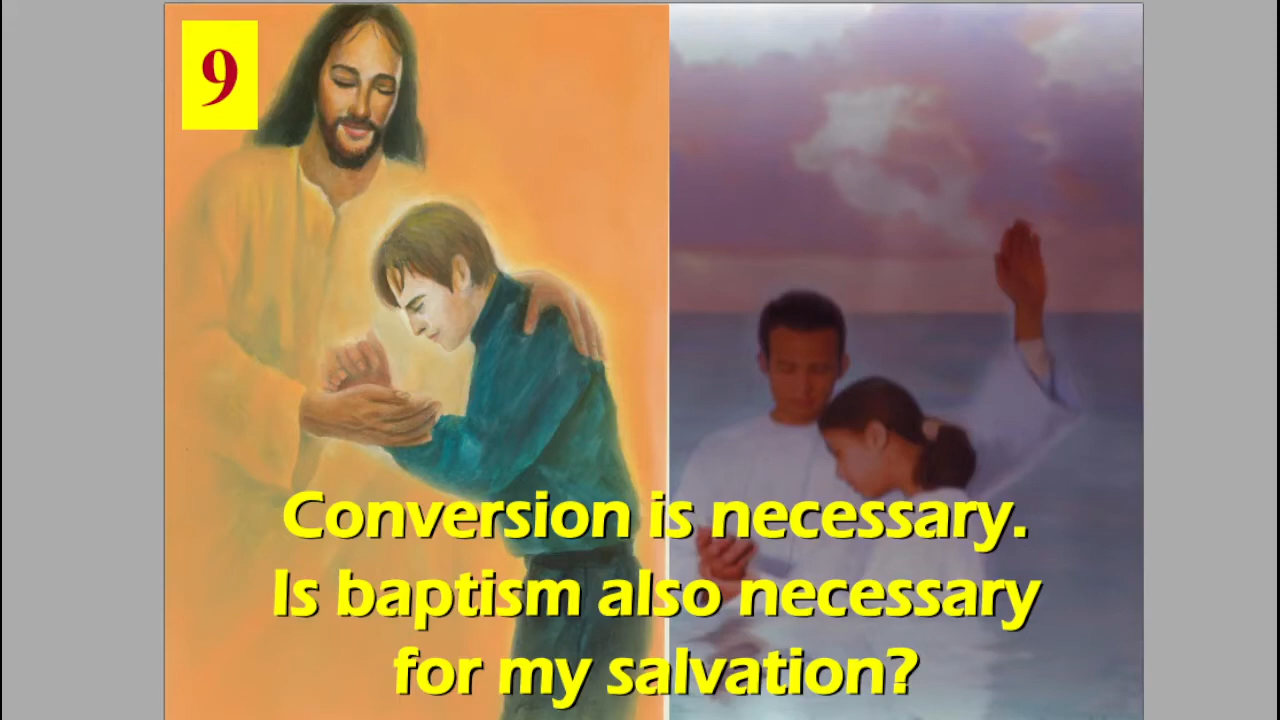 9
Conversion is necessary.
Is baptism also necessary
for my salvation?